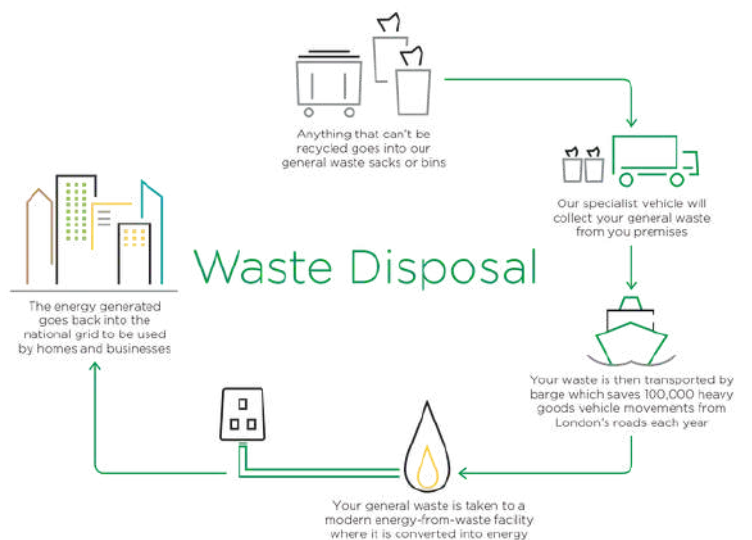 Anything that can't be
recycled goes into our
general waste sacks or bins
Our specialist vehicle will
collect your general waste
from you premises
Waste Disposal
The energy generated
goes back into the
national grid to be used
by homes and businesses
Your waste is then transported by
barge which saves 100,000 heavy
goods vehicle movements from
London's roads each year
Your general waste is taken to a
modern energy-from-waste facility
where it is converted into energy